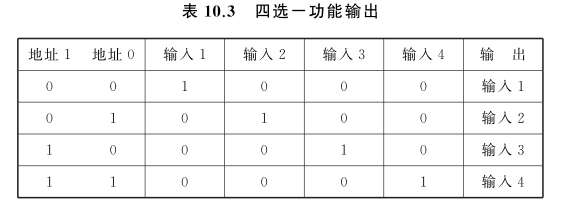 表 10.3 四选一功能输出
地址 1 地址 0 输入 1 输入 2 输入 3 输入 4 输 出
0 0 1 0 0 0 输入 1
0 1 0 1 0 0 输入 2
1 0 0 0 1 0 输入 3
1 1 0 0 0 1 输入 4